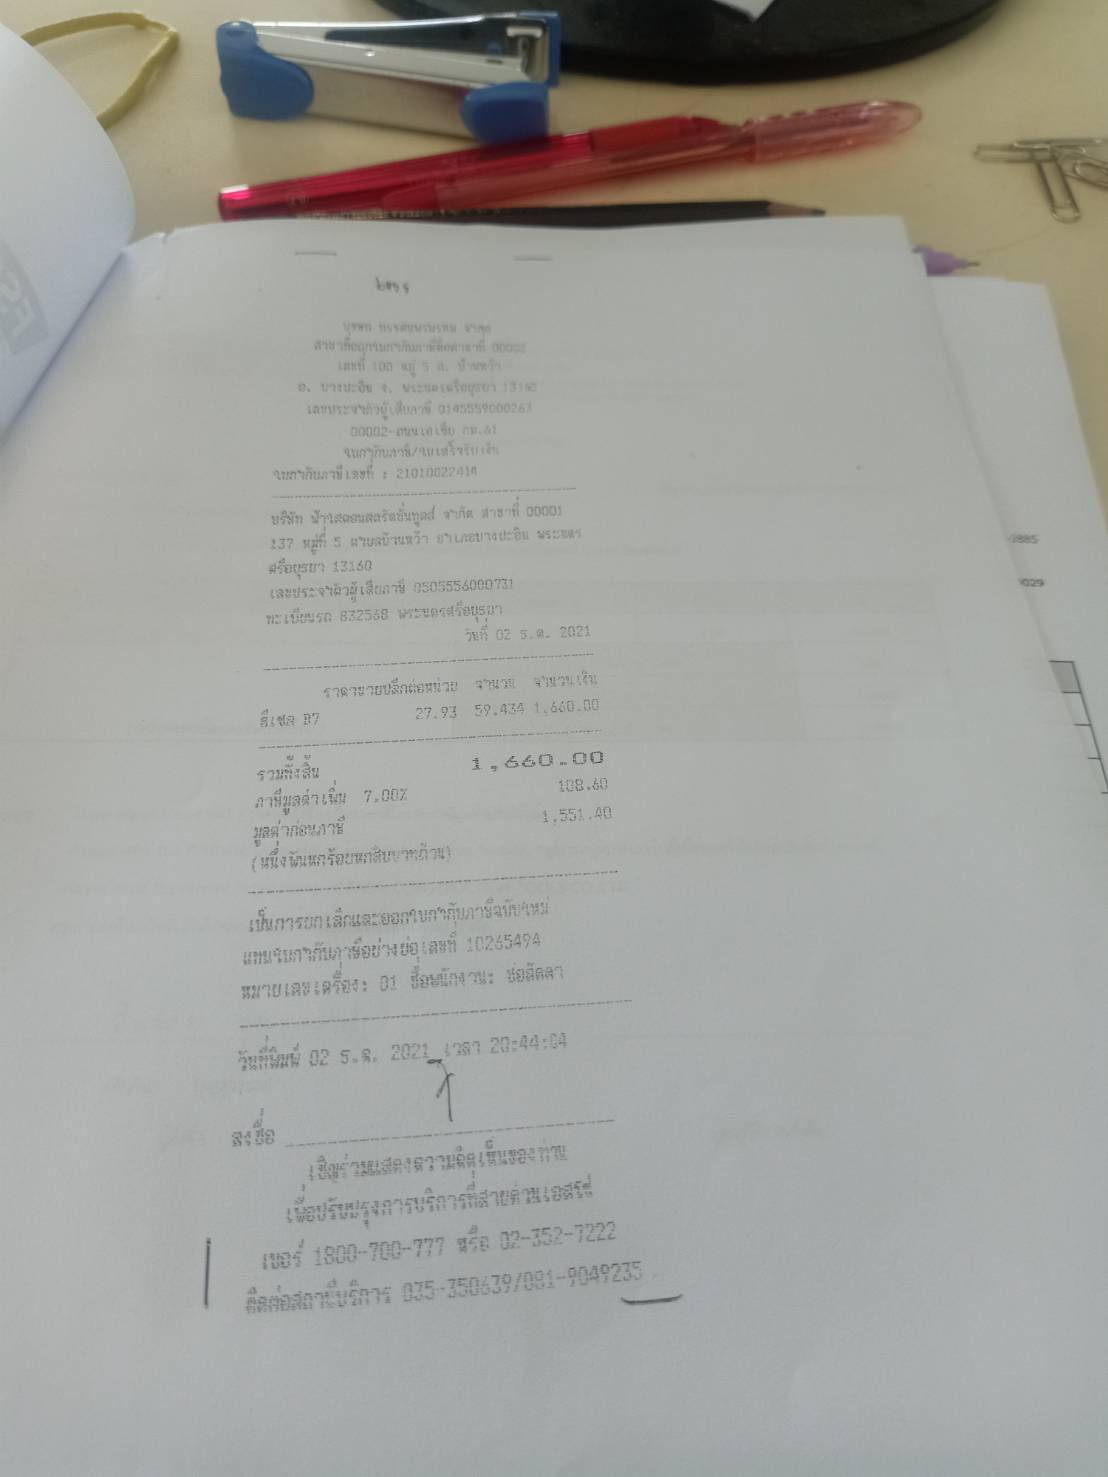 สาขาที่ออกใบกำกับภาษีคือสาขาที่ 00002
เลขที่ 100 หมู่ 5 ต. บ้านหว้า
อ. บางปะอิน จ. พระนครศรีอยุธยา 13160
เลขประจำตัวผู้เสียภาษี 0145559000263
00002-ถนนเอเซีย กม.61
ใบกำกับภาษี/ใบเสร็จรับเงิน
ใบกำกับภาษีเลขที่ : 21010022414
บริษัท จำกัด สาขาที่ 00001
137 หมู่ที่ 5 ตำบลบ้านหว้า อำเภอบางปะอิน พระนคร
ศรีอยุธยา 13160
เลขประจำตัวผู้เสียภาษี 0505556000731
ทะเบียนรถ 832568 พระนครศรีอยุธยา
วันที่ 02 ธ.ค. 2021
ราคาขายปลีกต่อหน่วย จำนวน จำนวนเงิน
ดีเซล B7 27.93 59.434 1,660.00
รวมทั้งสิ้น 1,660.00
ภาษีมูลค่าเพิ่ม 7.00% 108.60
มูลค่าก่อนภาษี 1,551.40
(หนึ่งพันหกร้อยหกสิบบาทถ้วน)
เป็นการยกเลิกและออกใบกำกับภาษีฉบับใหม่
แทนใบกำกับภาษีอย่างย่อเลขที่ 10265494
หมายเลขเครื่อง: 01 ชื่อพนักงาน: ช่อลัดดา
วันที่พิมพ์ 02 ธ.ค. 2021 เวลา 20:44:04
ลงชื่อ
เชิญร่วมแสดงความคิดเห็นของท่าน
เพื่อปรับปรุงการบริการที่สายด่วนเอสโซ่
เบอร์ 1800-700-777 หรือ 02-352-7222
ติดต่อสถานีบริการ 035-350639/081-9049235
-2885
0029